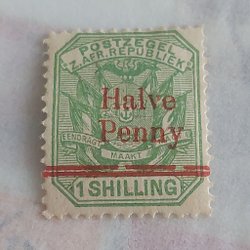 POSTZEGEL
Z. AFR. REPUBLIEK
Halve
Penny
EENDRAGT
MAAKT
1 SHILLING